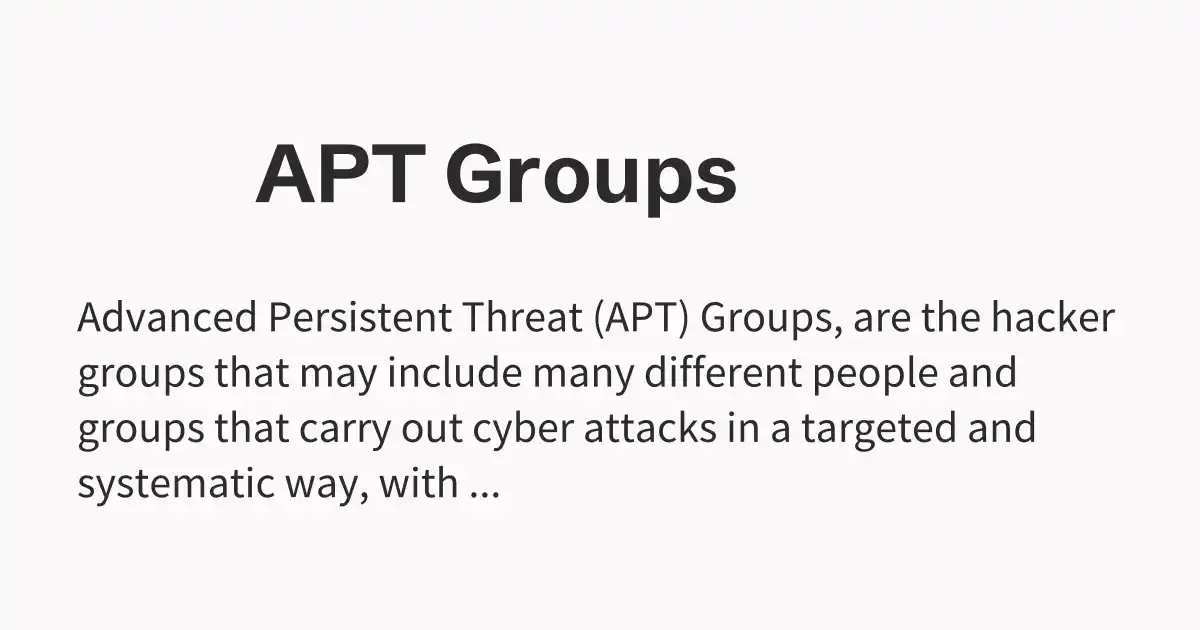 APT Groups
Advanced Persistent Threat (APT) Groups, are the hacker
groups that may include many different people and
groups that carry out cyber attacks in a targeted and
systematic way, with ...